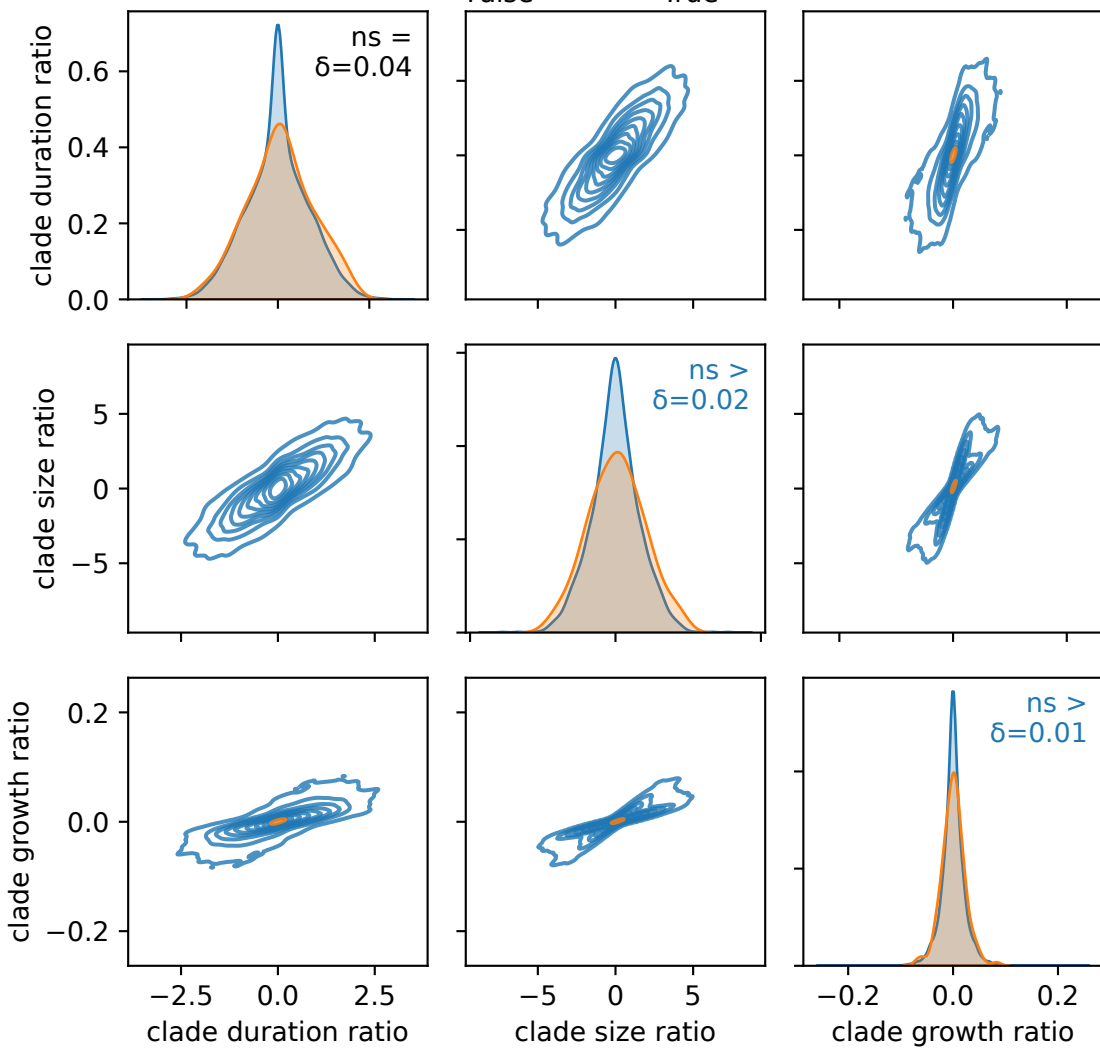 clade duration ratio
0.6
0.4
0.2
0.0
ns =
δ=0.04
clade size ratio
5
0
−5
ns >
δ=0.02
clade growth ratio
0.2
0.0
−0.2
ns >
δ=0.01
−2.5 0.0 2.5
−5 0 5
−0.2 0.0 0.2
clade duration ratio
clade size ratio
clade growth ratio